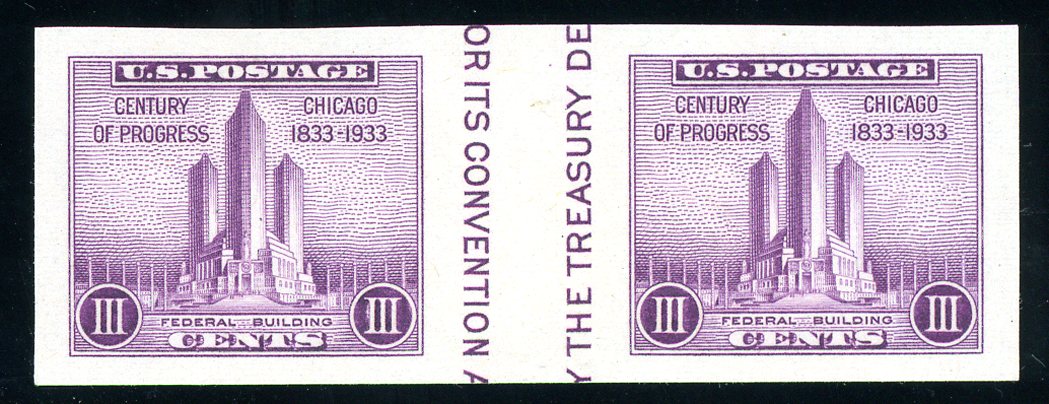 U.S. POSTAGE
CENTURY OF PROGRESS
CHICAGO 1833-1933
III
III
FEDERAL BUILDING
CENTS
OR ITS CONVENTION
THE TREASURY DE
U.S. POSTAGE
CENTURY OF PROGRESS
CHICAGO 1833-1933
III
III
FEDERAL BUILDING
CENTS